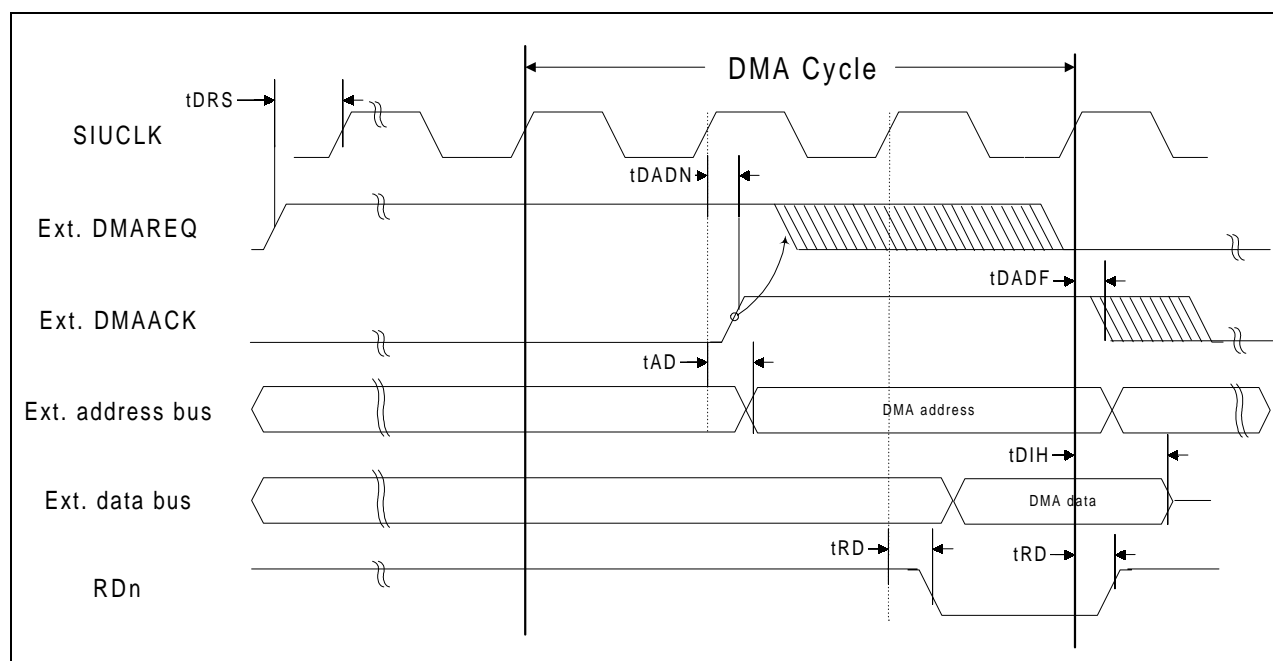 DMA Cycle
tDRS
SIUCLK
tDADN
Ext. DMAREQ
tDADF
Ext. DMAACK
tAD
Ext. address bus
DMA address
tDIH
Ext. data bus
DMA data
tRD
tRD
RDn